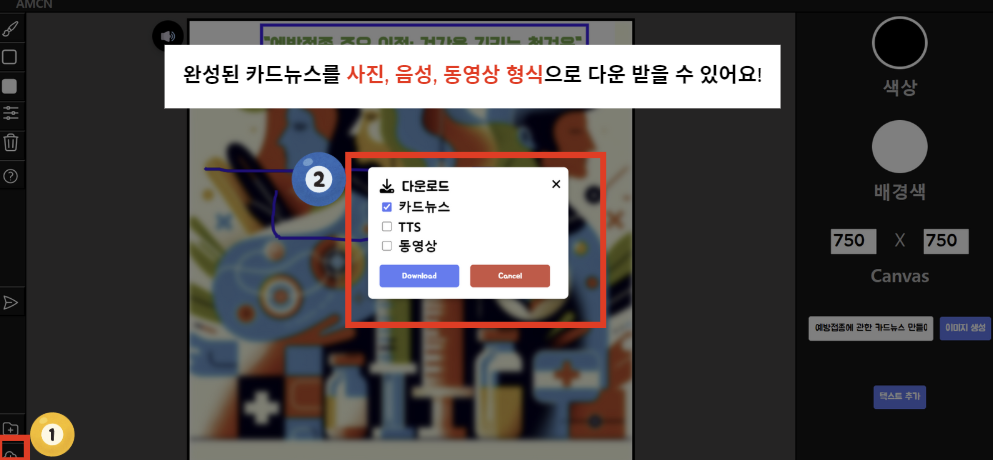 AMCN
"예방접종 주요 이점: 건강을 지키는 첫걸음"
완성된 카드뉴스를 사진, 음성, 동영상 형식으로 다운 받을 수 있어요!
색상
배경색
2
다운로드
카드뉴스
TTS
동영상
Download
Cancel
750 X 750
Canvas
예방접종에 관한 카드뉴스 만들어
이미지 생성
텍스트 추가
1